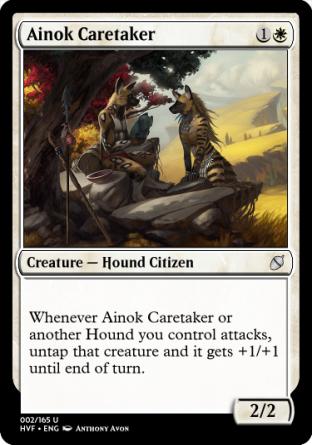 Ainok Caretaker 1
Creature — Hound Citizen
Whenever Ainok Caretaker or
another Hound you control attacks,
untap that creature and it gets +1/+1
until end of turn.
2/2
002/165 U
HVF • ENG Anthony Avon